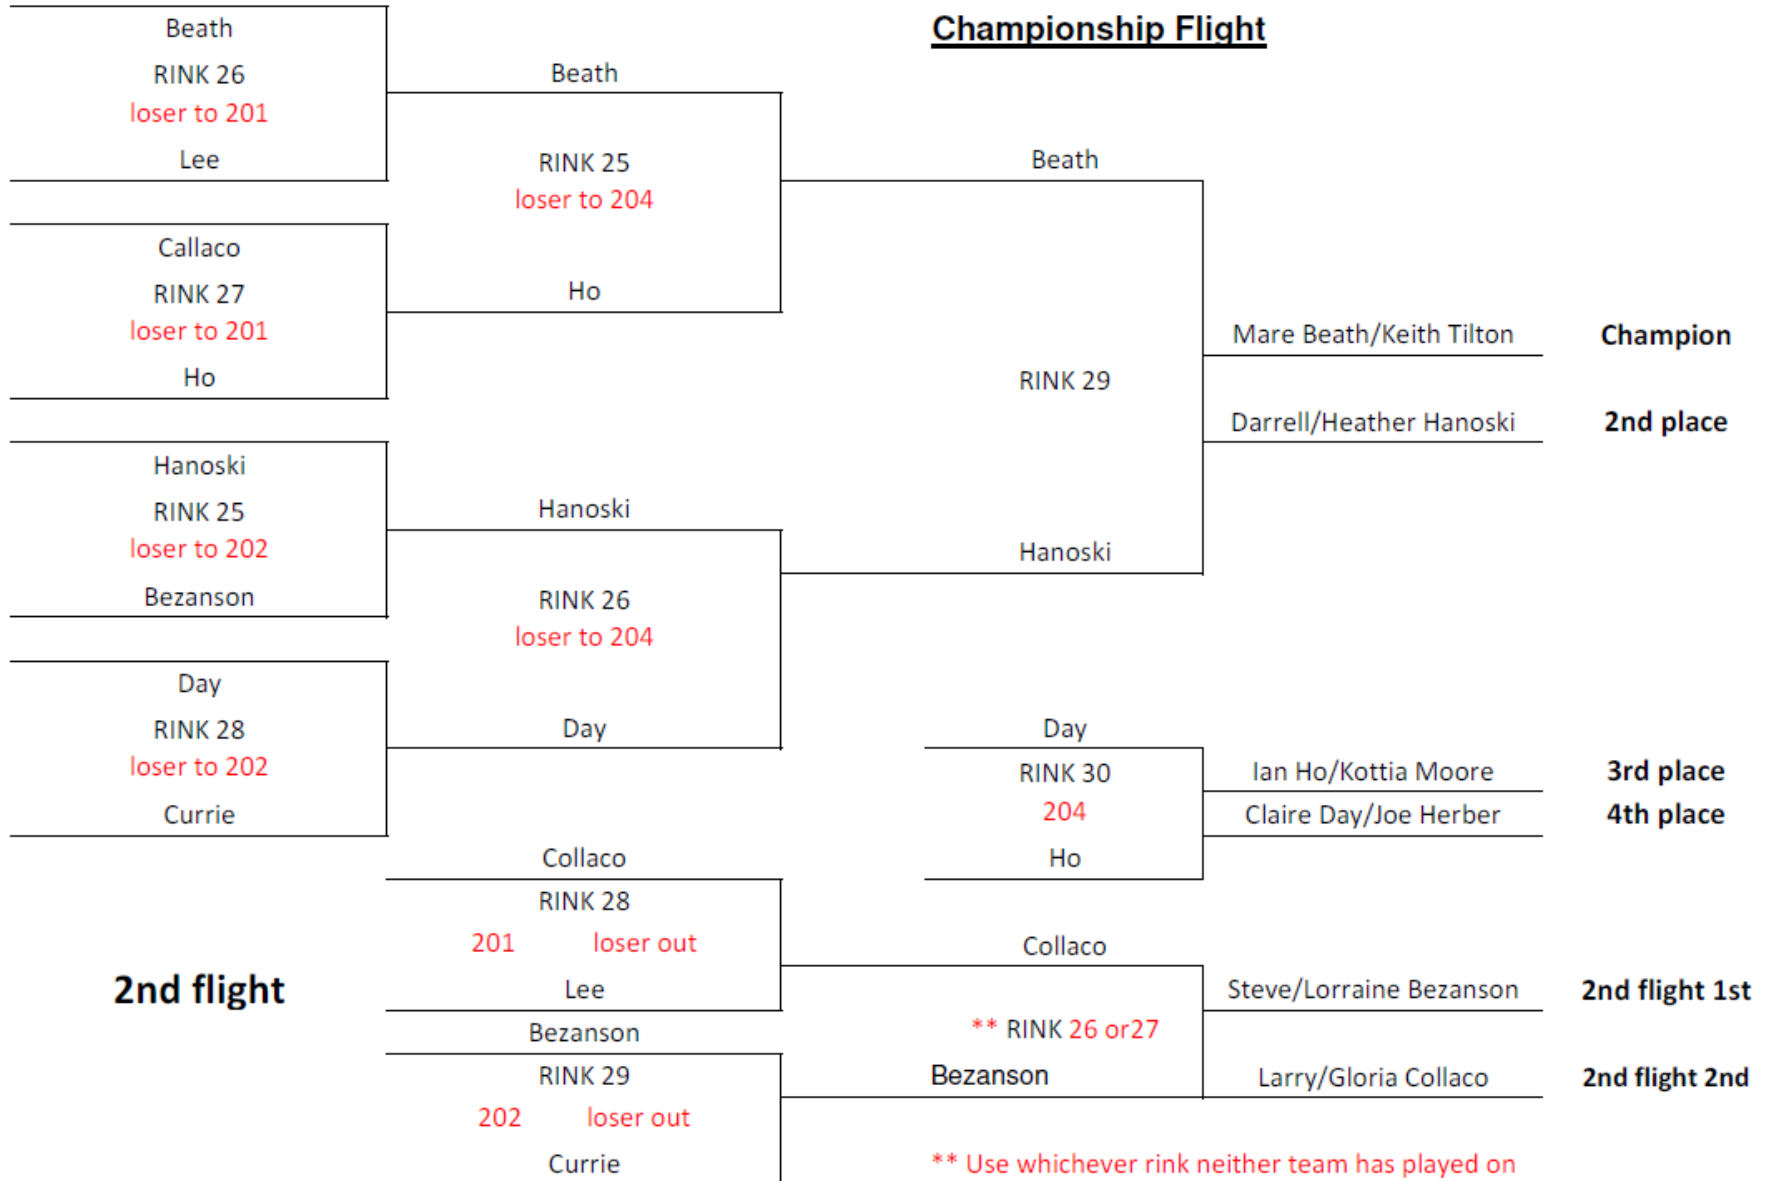 Championship Flight
Beath
RINK 26
loser to 201
Lee
Callaco
RINK 27
loser to 201
Ho
Hanoski
RINK 25
loser to 202
Bezanson
Day
RINK 28
loser to 202
Currie
Beath
RINK 25
loser to 204
Ho
Hanoski
RINK 26
loser to 204
Day
Beath
RINK 29
Hanoski
Mare Beath/Keith Tilton Champion
Darrell/Heather Hanoski 2nd place
Day
RINK 30
204
Ho
Ian Ho/Kottia Moore 3rd place
Claire Day/Joe Herber 4th place
2nd flight
Collaco
RINK 28
201 loser out
Lee
Bezanson
RINK 29
202 loser out
Currie
Collaco
** RINK 26 or27
Bezanson
Steve/Lorraine Bezanson 2nd flight 1st
Larry/Gloria Collaco 2nd flight 2nd
** Use whichever rink neither team has played on